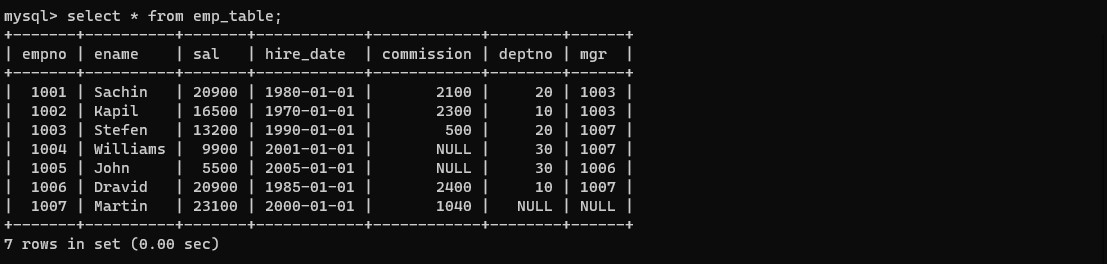 mysql> select * from emp_table;
+-------+----------+-------+------------+------------+--------+------+
| empno | ename    | sal   | hire_date  | commission | deptno | mgr  |
+-------+----------+-------+------------+------------+--------+------+
|  1001 | Sachin   | 20900 | 1980-01-01 |       2100 |     20 | 1003 |
|  1002 | Kapil    | 16500 | 1970-01-01 |       2300 |     10 | 1003 |
|  1003 | Stefen   | 13200 | 1990-01-01 |        500 |     20 | 1007 |
|  1004 | Williams |  9900 | 2001-01-01 |       NULL |     30 | 1007 |
|  1005 | John     |  5500 | 2005-01-01 |       NULL |     30 | 1006 |
|  1006 | Dravid   | 20900 | 1985-01-01 |       2400 |     10 | 1007 |
|  1007 | Martin   | 23100 | 2000-01-01 |       1040 |   NULL | NULL |
+-------+----------+-------+------------+------------+--------+------+
7 rows in set (0.00 sec)